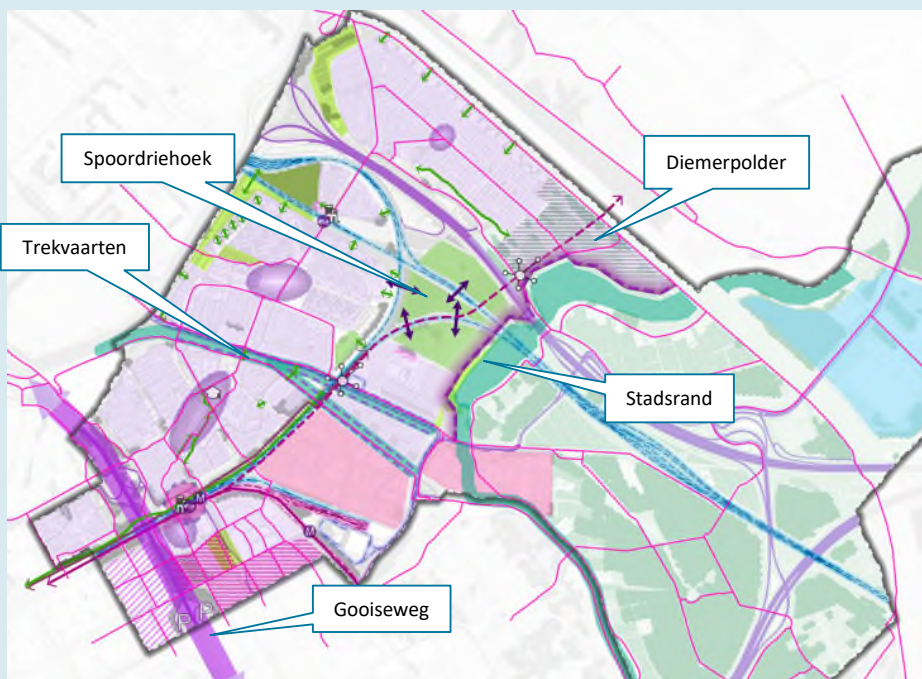 Spoordriehoek
Diemerpolder
Trekvaarten
Stadsrand
M
M
Gooiseweg
P P